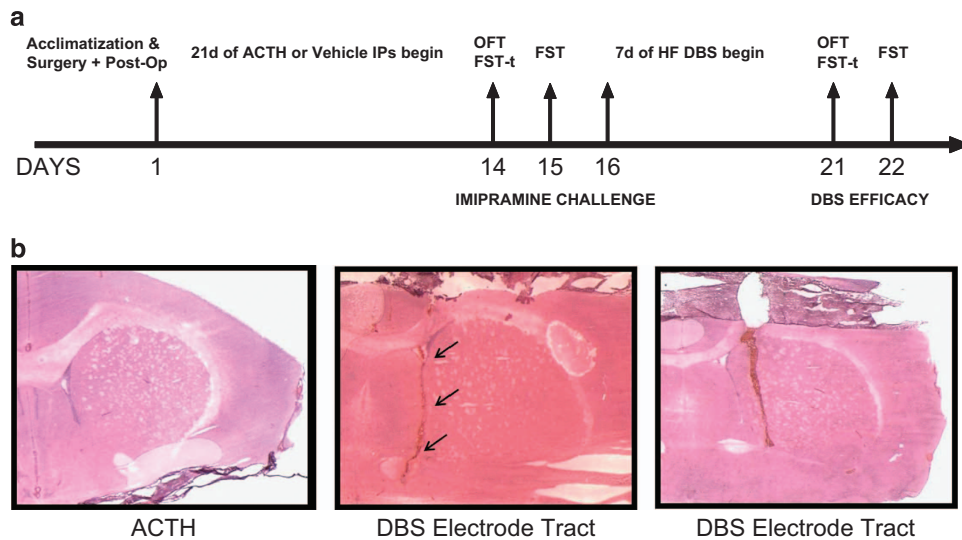 a
Acclimatization &
Surgery + Post-Op
21d of ACTH or Vehicle IPs begin
OFT
FST-t
FST
7d of HF DBS begin
OFT
FST-t
FST
DAYS 1 14 15 16 21 22
IMIPRAMINE CHALLENGE DBS EFFICACY
b
ACTH DBS Electrode Tract DBS Electrode Tract